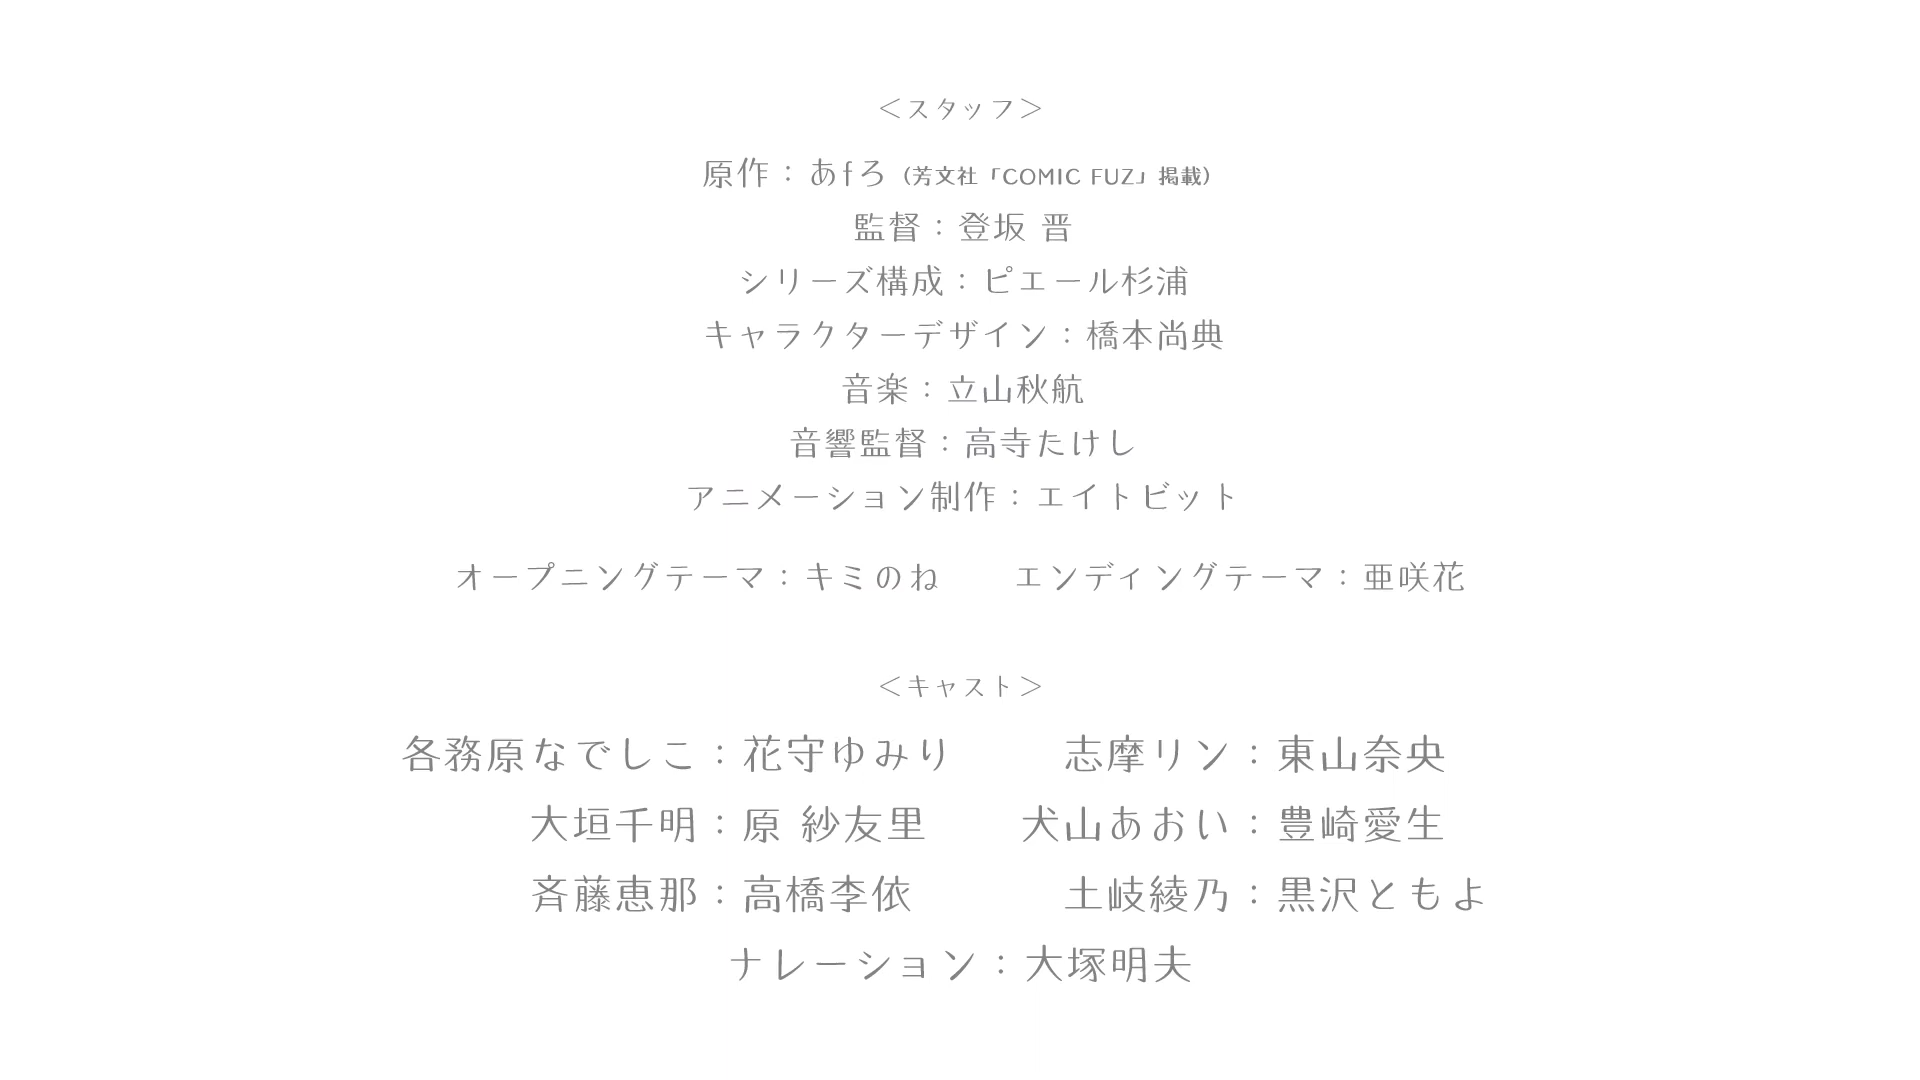 ＜スタッフ＞
原作：あfろ（芳文社「COMIC FUZ」掲載）
監督：登坂 晋
シリーズ構成：ピエール杉浦
キャラクターデザイン：橋本尚典
音楽：立山秋航
音響監督：高寺たけし
アニメーション制作：エイトビット
オープニングテーマ：キミのね　　エンディングテーマ：亜咲花
＜キャスト＞
各務原なでしこ：花守ゆみり　　志摩リン：東山奈央
大垣千明：原 紗友里　　犬山あおい：豊崎愛生
斉藤恵那：高橋李依　　土岐綾乃：黒沢ともよ
ナレーション：大塚明夫